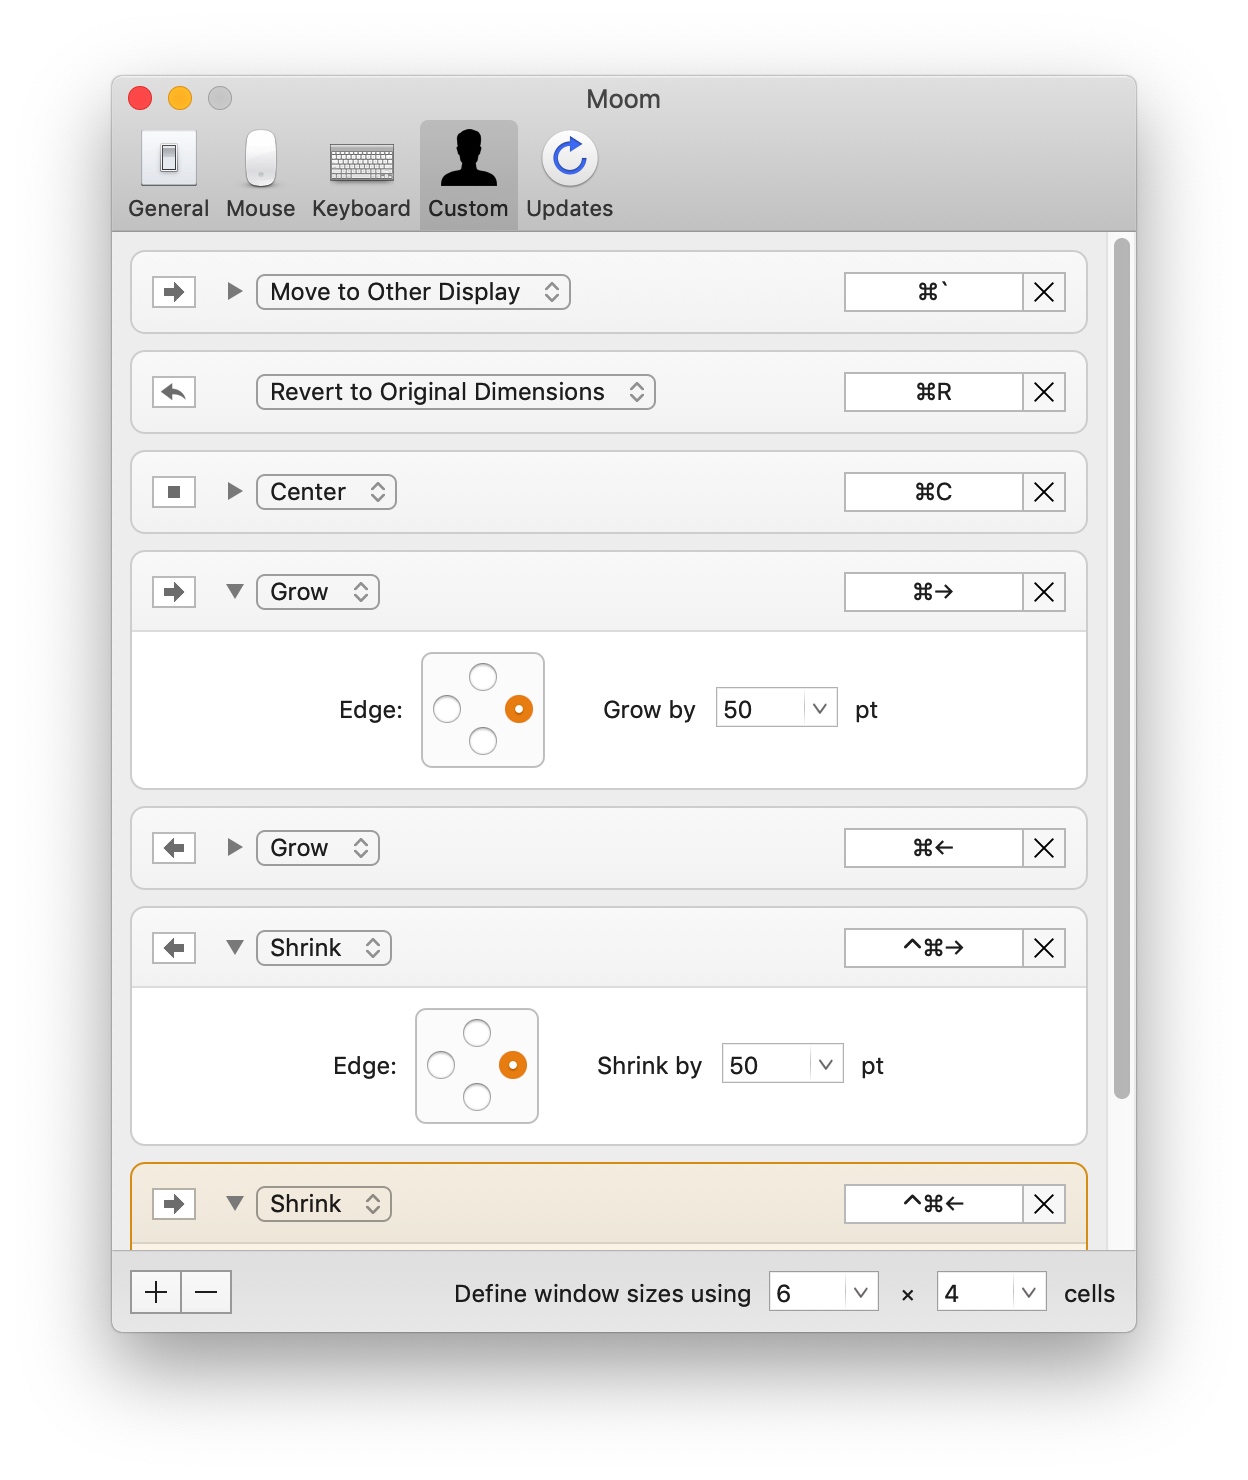 Moom
General Mouse Keyboard Custom Updates
Move to Other Display ⌘`
Revert to Original Dimensions ⌘R
Center ⌘C
Grow ⌘→
Edge: Grow by 50 pt
Grow ⌘←
Shrink ^⌘→
Edge: Shrink by 50 pt
Shrink ^⌘←
Define window sizes using 6 × 4 cells